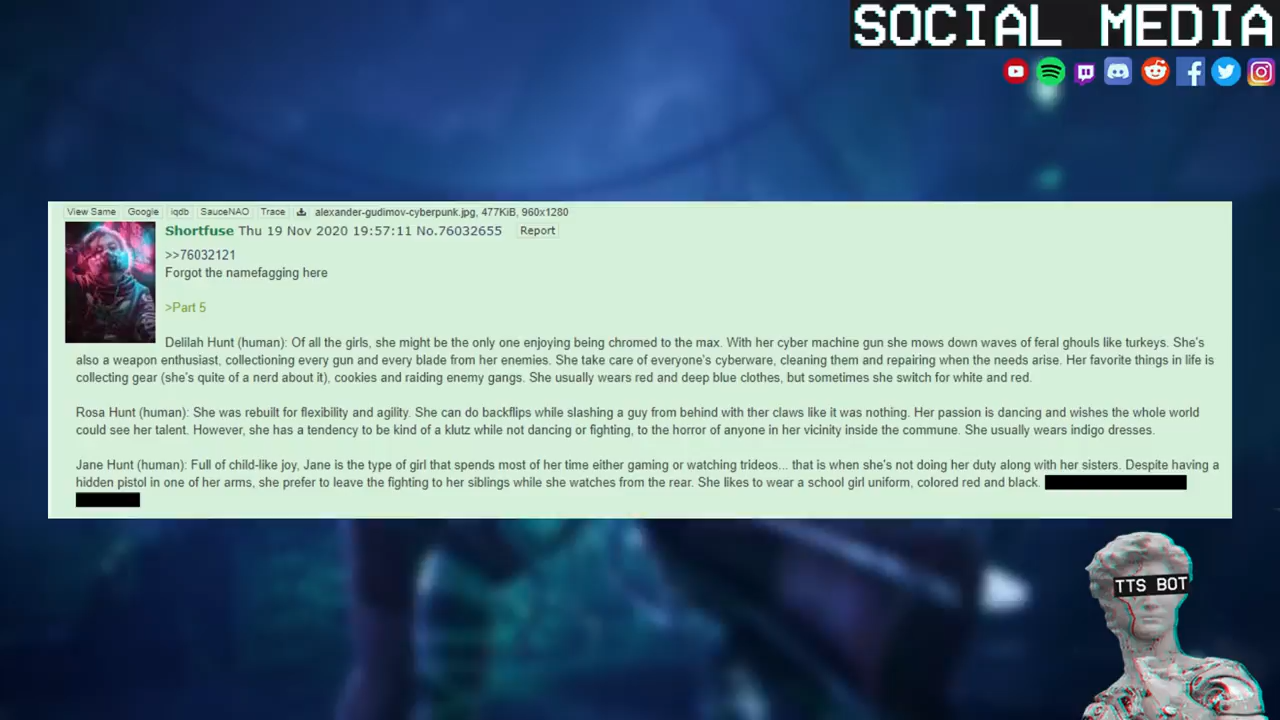 SOCIAL MEDIA
View Same Google iqdb SauceNAO Trace alexander-gudimov-cyberpunk.jpg, 477KiB, 960x1280
Shortfuse Thu 19 Nov 2020 19:57:11 No.76032655 Report
>>76032121
Forgot the namefagging here
>Part 5
Delilah Hunt (human): Of all the girls, she might be the only one enjoying being chromed to the max. With her cyber machine gun she mows down waves of feral ghouls like turkeys. She's
also a weapon enthusiast, collectioning every gun and every blade from her enemies. She take care of everyone's cyberware, cleaning them and repairing when the needs arise. Her favorite things in life is
collecting gear (she's quite of a nerd about it), cookies and raiding enemy gangs. She usually wears red and deep blue clothes, but sometimes she switch for white and red.
Rosa Hunt (human): She was rebuilt for flexibility and agility. She can do backflips while slashing a guy from behind with ther claws like it was nothing. Her passion is dancing and wishes the whole world
could see her talent. However, she has a tendency to be kind of a klutz while not dancing or fighting, to the horror of anyone in her vicinity inside the commune. She usually wears indigo dresses.
Jane Hunt (human): Full of child-like joy, Jane is the type of girl that spends most of her time either gaming or watching trideos... that is when she's not doing her duty along with her sisters. Despite having a
hidden pistol in one of her arms, she prefer to leave the fighting to her siblings while she watches from the rear. She likes to wear a school girl uniform, colored red and black.
TTS BOT